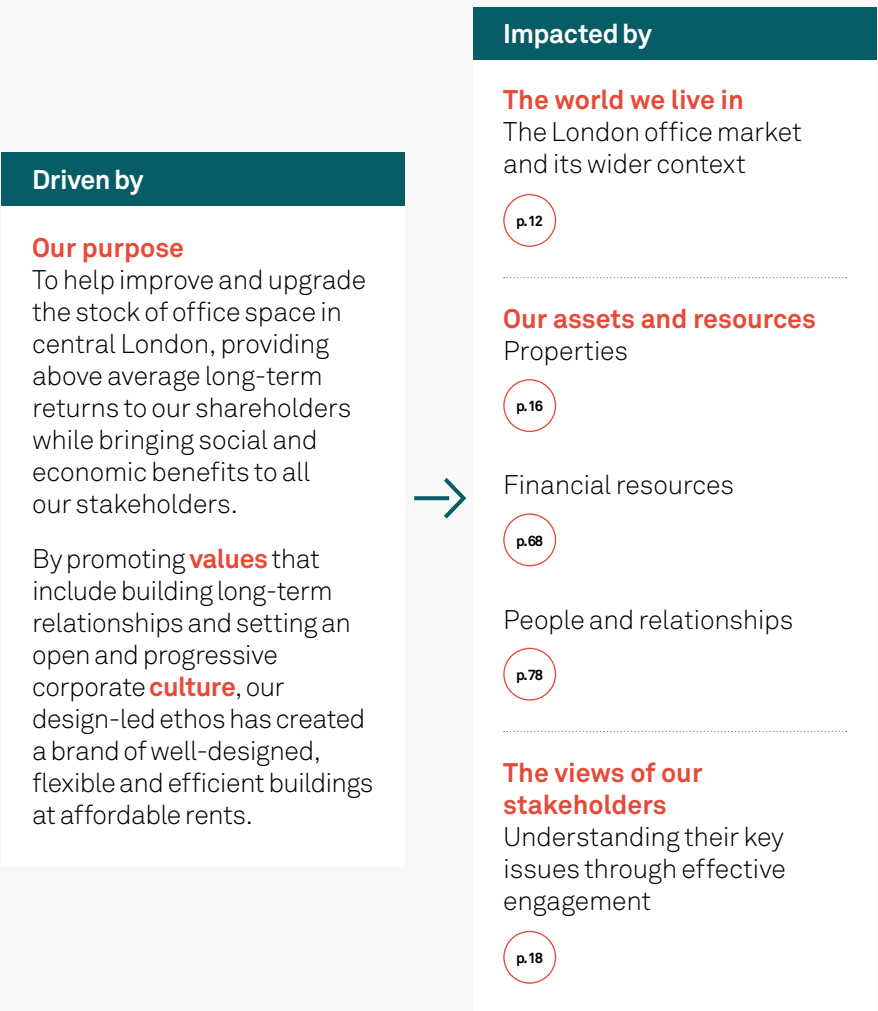 Driven by
Our purpose
To help improve and upgrade
the stock of office space in
central London, providing
above average long-term
returns to our shareholders
while bringing social and
economic benefits to all
our stakeholders.
By promoting values that
include building long-term
relationships and setting an
open and progressive
corporate culture, our
design-led ethos has created
a brand of well-designed,
flexible and efficient buildings
at affordable rents.
Impacted by
The world we live in
The London office market
and its wider context
p.12
Our assets and resources
Properties
p.16
Financial resources
p.68
People and relationships
p.78
The views of our
stakeholders
Understanding their key
issues through effective
engagement
p.18